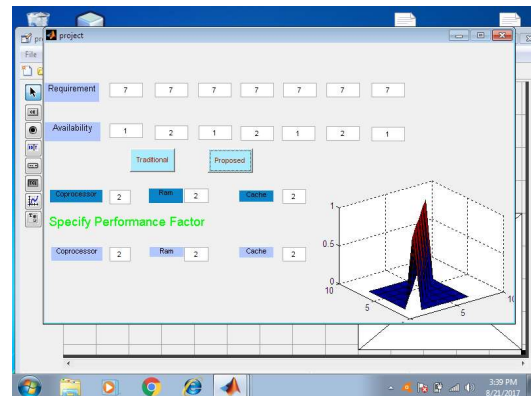 project
File
Requirement 7 7 7 7 7 7 7
Availability 1 2 1 2 1 2 1
Traditional Proposed
Coprocessor 2 Ram 2 Cache 2
Specify Performance Factor
Coprocessor 2 Ram 2 Cache 2
1
0.5
0
10
5
5
10
3:39 PM
8/21/2017